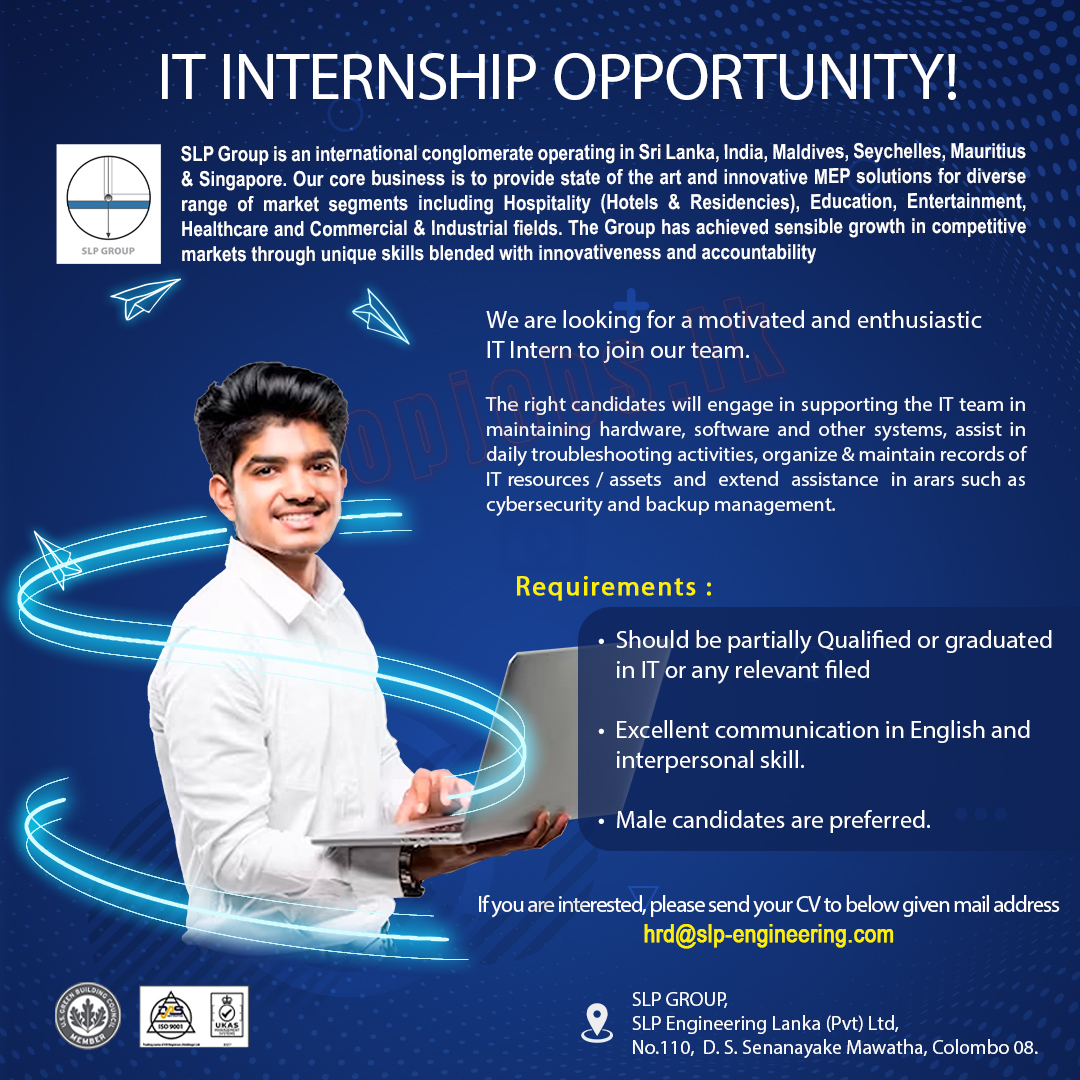 IT INTERNSHIP OPPORTUNITY!
SLP Group is an international conglomerate operating in Sri Lanka, India, Maldives, Seychelles, Mauritius
& Singapore. Our core business is to provide state of the art and innovative MEP solutions for diverse
range of market segments including Hospitality (Hotels & Residencies), Education, Entertainment,
Healthcare and Commercial & Industrial fields. The Group has achieved sensible growth in competitive
markets through unique skills blended with innovativeness and accountability
SLP GROUP
We are looking for a motivated and enthusiastic
IT Intern to join our team.
topjobs.lk
The right candidates will engage in supporting the IT team in
maintaining hardware, software and other systems, assist in
daily troubleshooting activities, organize & maintain records of
IT resources / assets and extend assistance in arars such as
cybersecurity and backup management.
Requirements :
• Should be partially Qualified or graduated
in IT or any relevant filed
• Excellent communication in English and
interpersonal skill.
• Male candidates are preferred.
If you are interested, please send your CV to below given mail address
hrd@slp-engineering.com
SLP GROUP,
SLP Engineering Lanka (Pvt) Ltd,
No.110, D. S. Senanayake Mawatha, Colombo 08.
U.S. GREEN BUILDING COUNCIL
MEMBER
DAS
ISO 9001
UKAS
MANAGEMENT
SYSTEMS